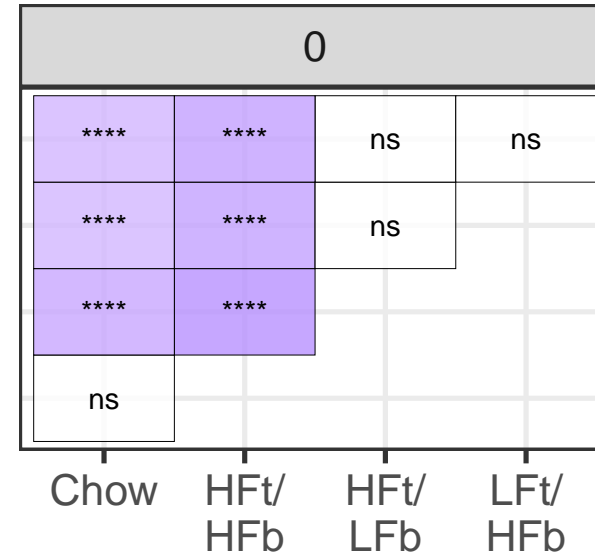 0
**** **** ns ns
**** **** ns
**** ****
ns
Chow HFt/ HFt/ LFt/
HFb LFb HFb